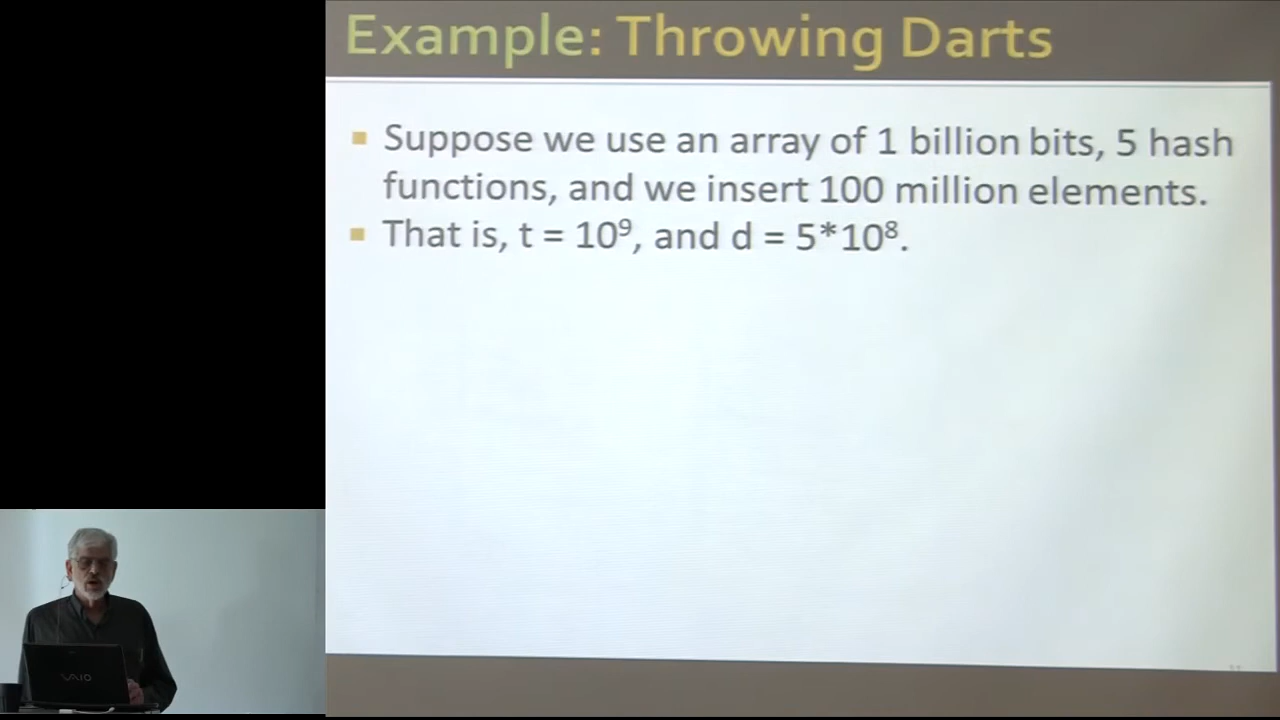 Example: Throwing Darts
▪ Suppose we use an array of 1 billion bits, 5 hash
functions, and we insert 100 million elements.
▪ That is, t = 10⁹, and d = 5*10⁸.
VAIO